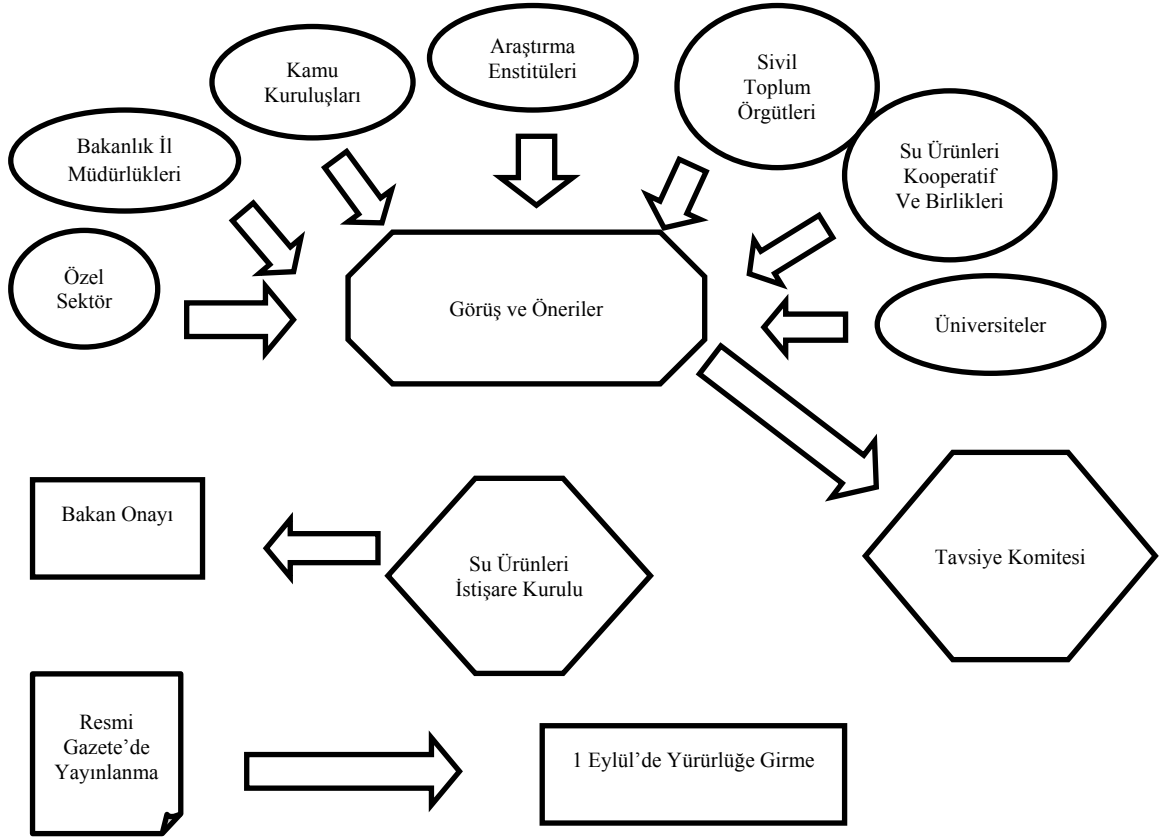 Araştırma
Enstitüleri
Kamu
Kuruluşları
Sivil
Toplum
Örgütleri
Bakanlık İl
Müdürlükleri
Su Ürünleri
Kooperatif
Ve Birlikleri
Özel
Sektör
Görüş ve Öneriler
Üniversiteler
Bakan Onayı
Su Ürünleri
İstişare Kurulu
Tavsiye Komitesi
Resmi
Gazete’de
Yayınlanma
1 Eylül’de Yürürlüğe Girme